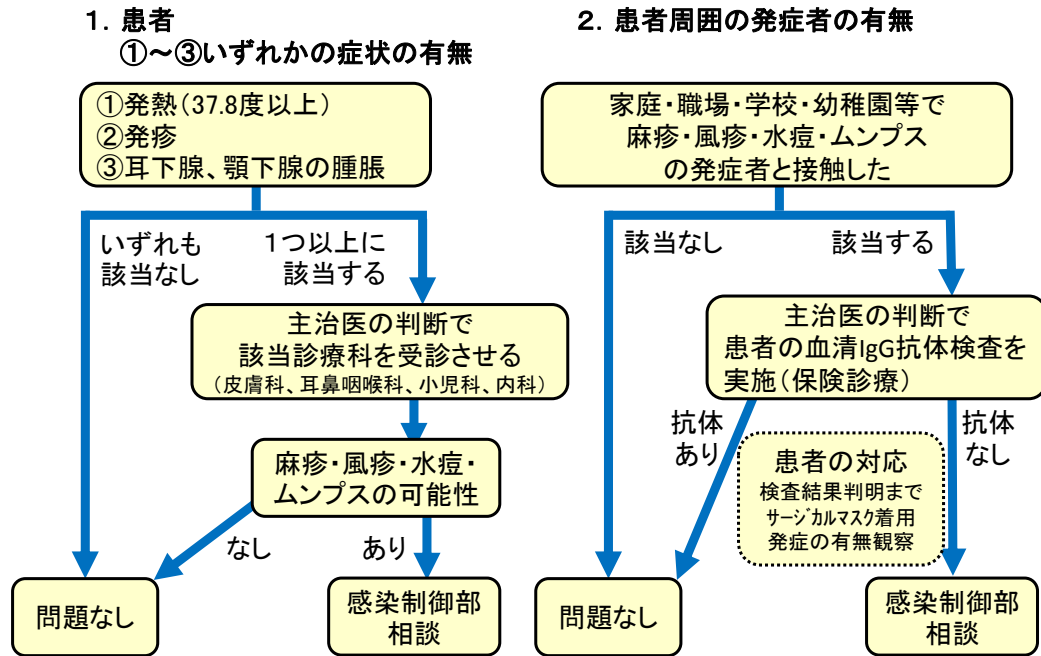 1．患者
①～③いずれかの症状の有無
①発熱（37.8度以上）
②発疹
③耳下腺、顎下腺の腫脹
いずれも
該当なし
1つ以上に
該当する
主治医の判断で
該当診療科を受診させる
（皮膚科、耳鼻咽喉科、小児科、内科）
麻疹・風疹・水痘・
ムンプスの可能性
なし
あり
問題なし
感染制御部
相談
2．患者周囲の発症者の有無
家庭・職場・学校・幼稚園等で
麻疹・風疹・水痘・ムンプス
の発症者と接触した
該当なし
該当する
主治医の判断で
患者の血清IgG抗体検査を
実施（保険診療）
抗体
あり
抗体
なし
患者の対応
検査結果判明まで
ｻｰｼﾞｶﾙﾏｽｸ着用
発症の有無観察
問題なし
感染制御部
相談